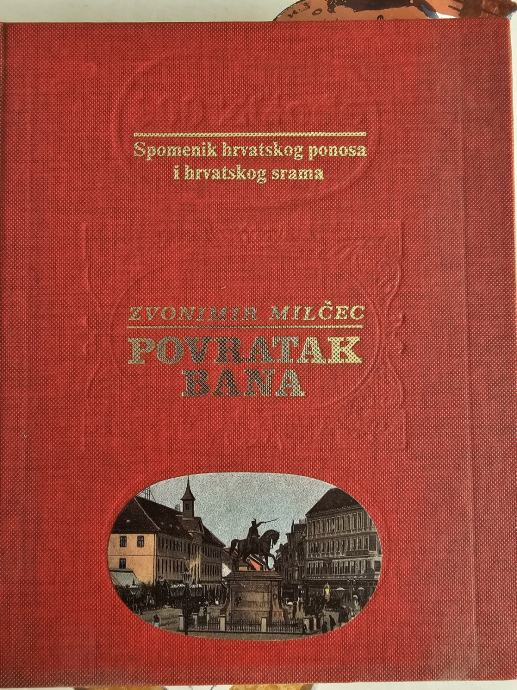 Spomenik hrvatskog ponosa
i hrvatskog srama
ZVONIMIR MILČEC
POVRATAK
BANA